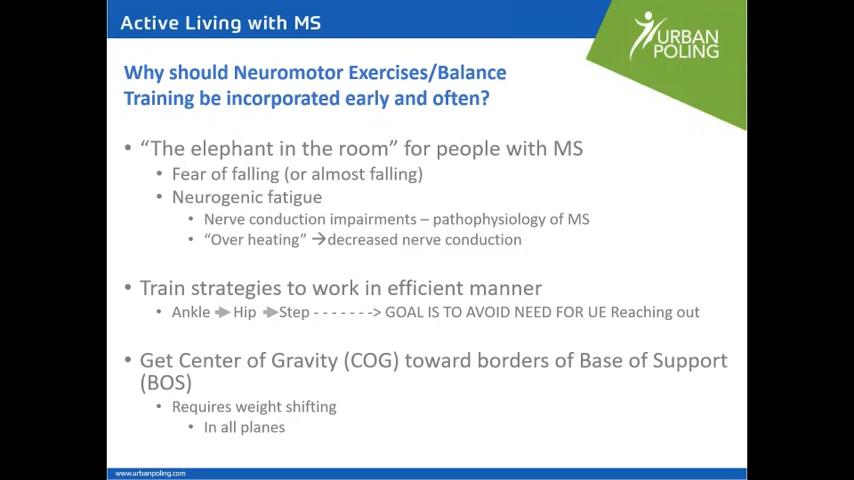 Active Living with MS
URBAN
POLING
Why should Neuromotor Exercises/Balance
Training be incorporated early and often?
• “The elephant in the room” for people with MS
• Fear of falling (or almost falling)
• Neurogenic fatigue
• Nerve conduction impairments – pathophysiology of MS
• “Over heating” →decreased nerve conduction
• Train strategies to work in efficient manner
• Ankle ➔ Hip ➔ Step - - - - - - -> GOAL IS TO AVOID NEED FOR UE Reaching out
• Get Center of Gravity (COG) toward borders of Base of Support
(BOS)
• Requires weight shifting
• In all planes
www.urbanpoling.com